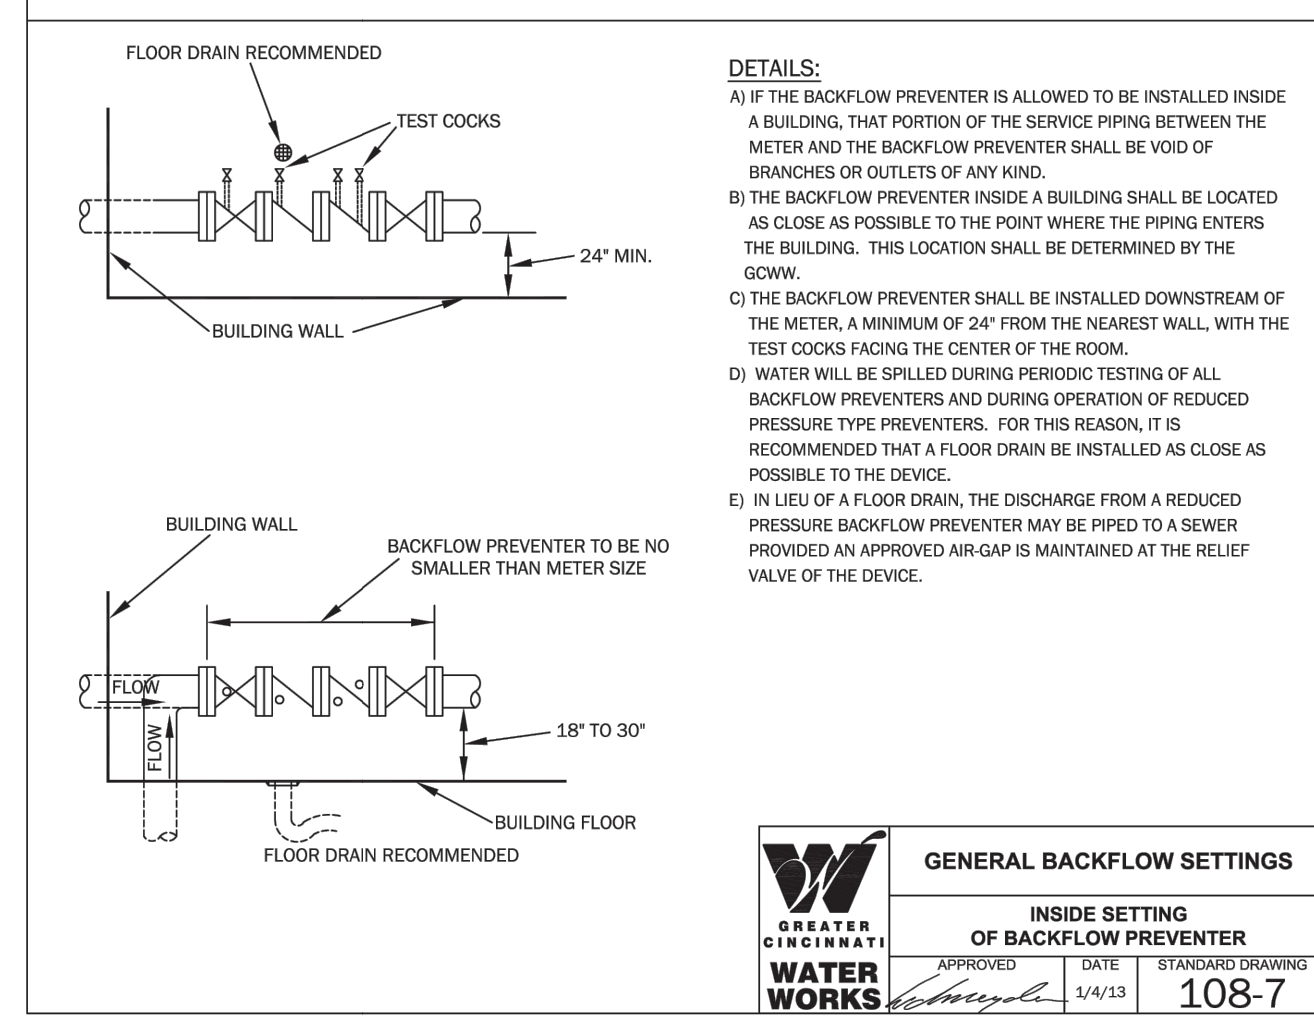 FLOOR DRAIN RECOMMENDED
TEST COCKS
24" MIN.
BUILDING WALL
BUILDING WALL
BACKFLOW PREVENTER TO BE NO
SMALLER THAN METER SIZE
FLOW
FLOW
18" TO 30"
BUILDING FLOOR
FLOOR DRAIN RECOMMENDED
DETAILS:
A) IF THE BACKFLOW PREVENTER IS ALLOWED TO BE INSTALLED INSIDE
A BUILDING, THAT PORTION OF THE SERVICE PIPING BETWEEN THE
METER AND THE BACKFLOW PREVENTER SHALL BE VOID OF
BRANCHES OR OUTLETS OF ANY KIND.
B) THE BACKFLOW PREVENTER INSIDE A BUILDING SHALL BE LOCATED
AS CLOSE AS POSSIBLE TO THE POINT WHERE THE PIPING ENTERS
THE BUILDING. THIS LOCATION SHALL BE DETERMINED BY THE
GCWW.
C) THE BACKFLOW PREVENTER SHALL BE INSTALLED DOWNSTREAM OF
THE METER, A MINIMUM OF 24" FROM THE NEAREST WALL, WITH THE
TEST COCKS FACING THE CENTER OF THE ROOM.
D) WATER WILL BE SPILLED DURING PERIODIC TESTING OF ALL
BACKFLOW PREVENTERS AND DURING OPERATION OF REDUCED
PRESSURE TYPE PREVENTERS. FOR THIS REASON, IT IS
RECOMMENDED THAT A FLOOR DRAIN BE INSTALLED AS CLOSE AS
POSSIBLE TO THE DEVICE.
E) IN LIEU OF A FLOOR DRAIN, THE DISCHARGE FROM A REDUCED
PRESSURE BACKFLOW PREVENTER MAY BE PIPED TO A SEWER
PROVIDED AN APPROVED AIR-GAP IS MAINTAINED AT THE RELIEF
VALVE OF THE DEVICE.
W
GREATER
CINCINNATI
WATER
WORKS
GENERAL BACKFLOW SETTINGS
INSIDE SETTING
OF BACKFLOW PREVENTER
APPROVED
DATE
1/4/13
STANDARD DRAWING
108-7